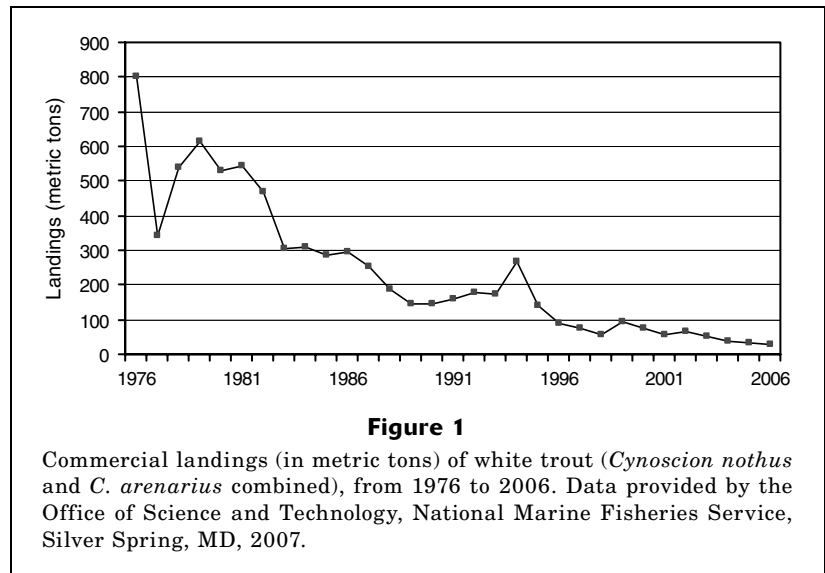 900
800
700
600
500
400
300
200
100
0
Landings (metric tons)
1976 1981 1986 1991 1996 2001 2006
Figure 1
Commercial landings (in metric tons) of white trout (Cynoscion nothus
and C. arenarius combined), from 1976 to 2006. Data provided by the
Office of Science and Technology, National Marine Fisheries Service,
Silver Spring, MD, 2007.